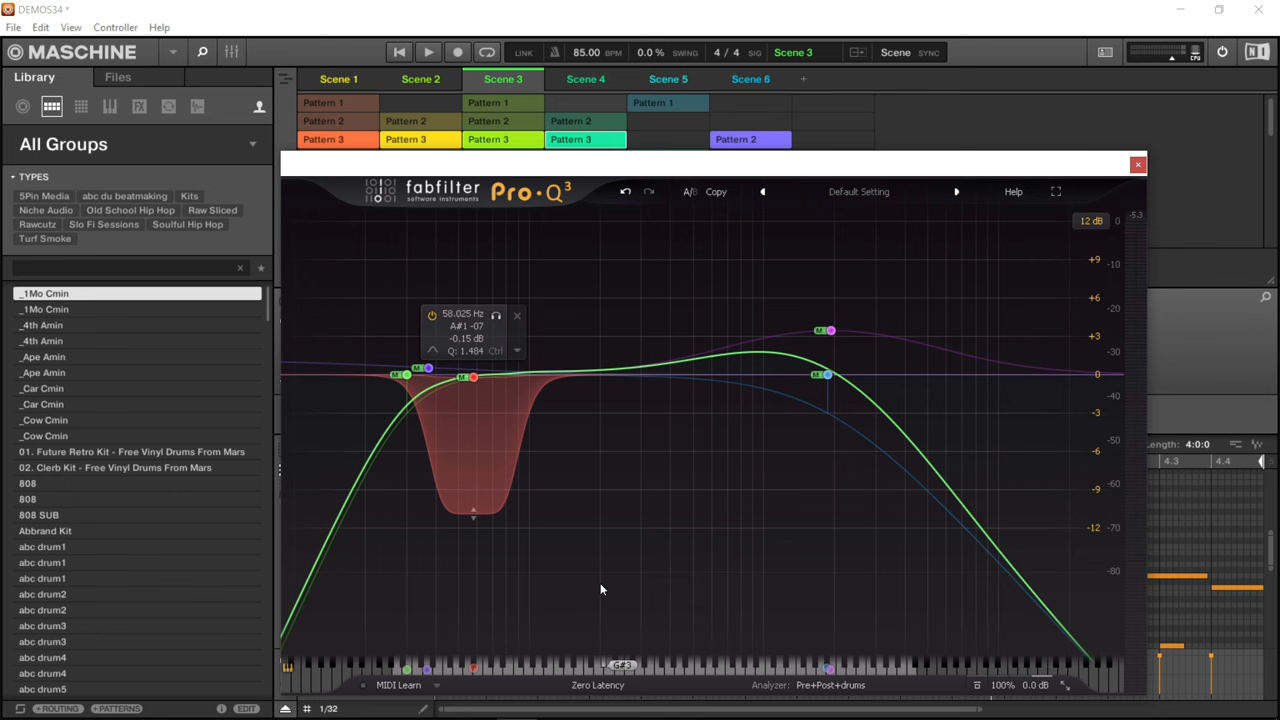 DEMOS34 *
File Edit View Controller Help
MASCHINE
LINK 85.00 BPM 0.0 % SWING 4 / 4 SIG Scene 3 Scene SYNC CPU
Library Files
Scene 1 Scene 2 Scene 3 Scene 4 Scene 5 Scene 6 +
Pattern 1 Pattern 1 Pattern 1
Pattern 2 Pattern 2 Pattern 2 Pattern 2
Pattern 3 Pattern 3 Pattern 3 Pattern 3 Pattern 2
FX
All Groups
TYPES
5Pin Media abc du beatmaking Kits
Niche Audio Old School Hip Hop Raw Sliced
Rawcutz Slo Fi Sessions Soulful Hip Hop
Turf Smoke
_1Mo Cmin
_1Mo Cmin
_4th Amin
_4th Amin
_Ape Amin
_Ape Amin
_Car Cmin
_Car Cmin
_Cow Cmin
_Cow Cmin
01. Future Retro Kit - Free Vinyl Drums From Mars
02. Clerb Kit - Free Vinyl Drums From Mars
808
808
808 SUB
Abbrand Kit
abc drum1
abc drum1
abc drum1
abc drum2
abc drum2
abc drum3
abc drum3
abc drum4
abc drum4
abc drum5
+ROUTING +PATTERNS EDIT
fabfilter
software instruments
Pro·Q3
A/B Copy Default Setting Help
12 dB 0 -5.3
+9 -10
+6 -20
+3 -30
0 -40
-3 -50
-6 -60
-9 -70
-12 -80
58.025 Hz
A#1 -07
-0.15 dB
Q: 1.484 Ctrl
M M M M M
G#3
MIDI Learn Zero Latency Analyzer: Pre+Post+drums 100% 0.0 dB
Length: 4:0:0
4.3 4.4 5
1/32